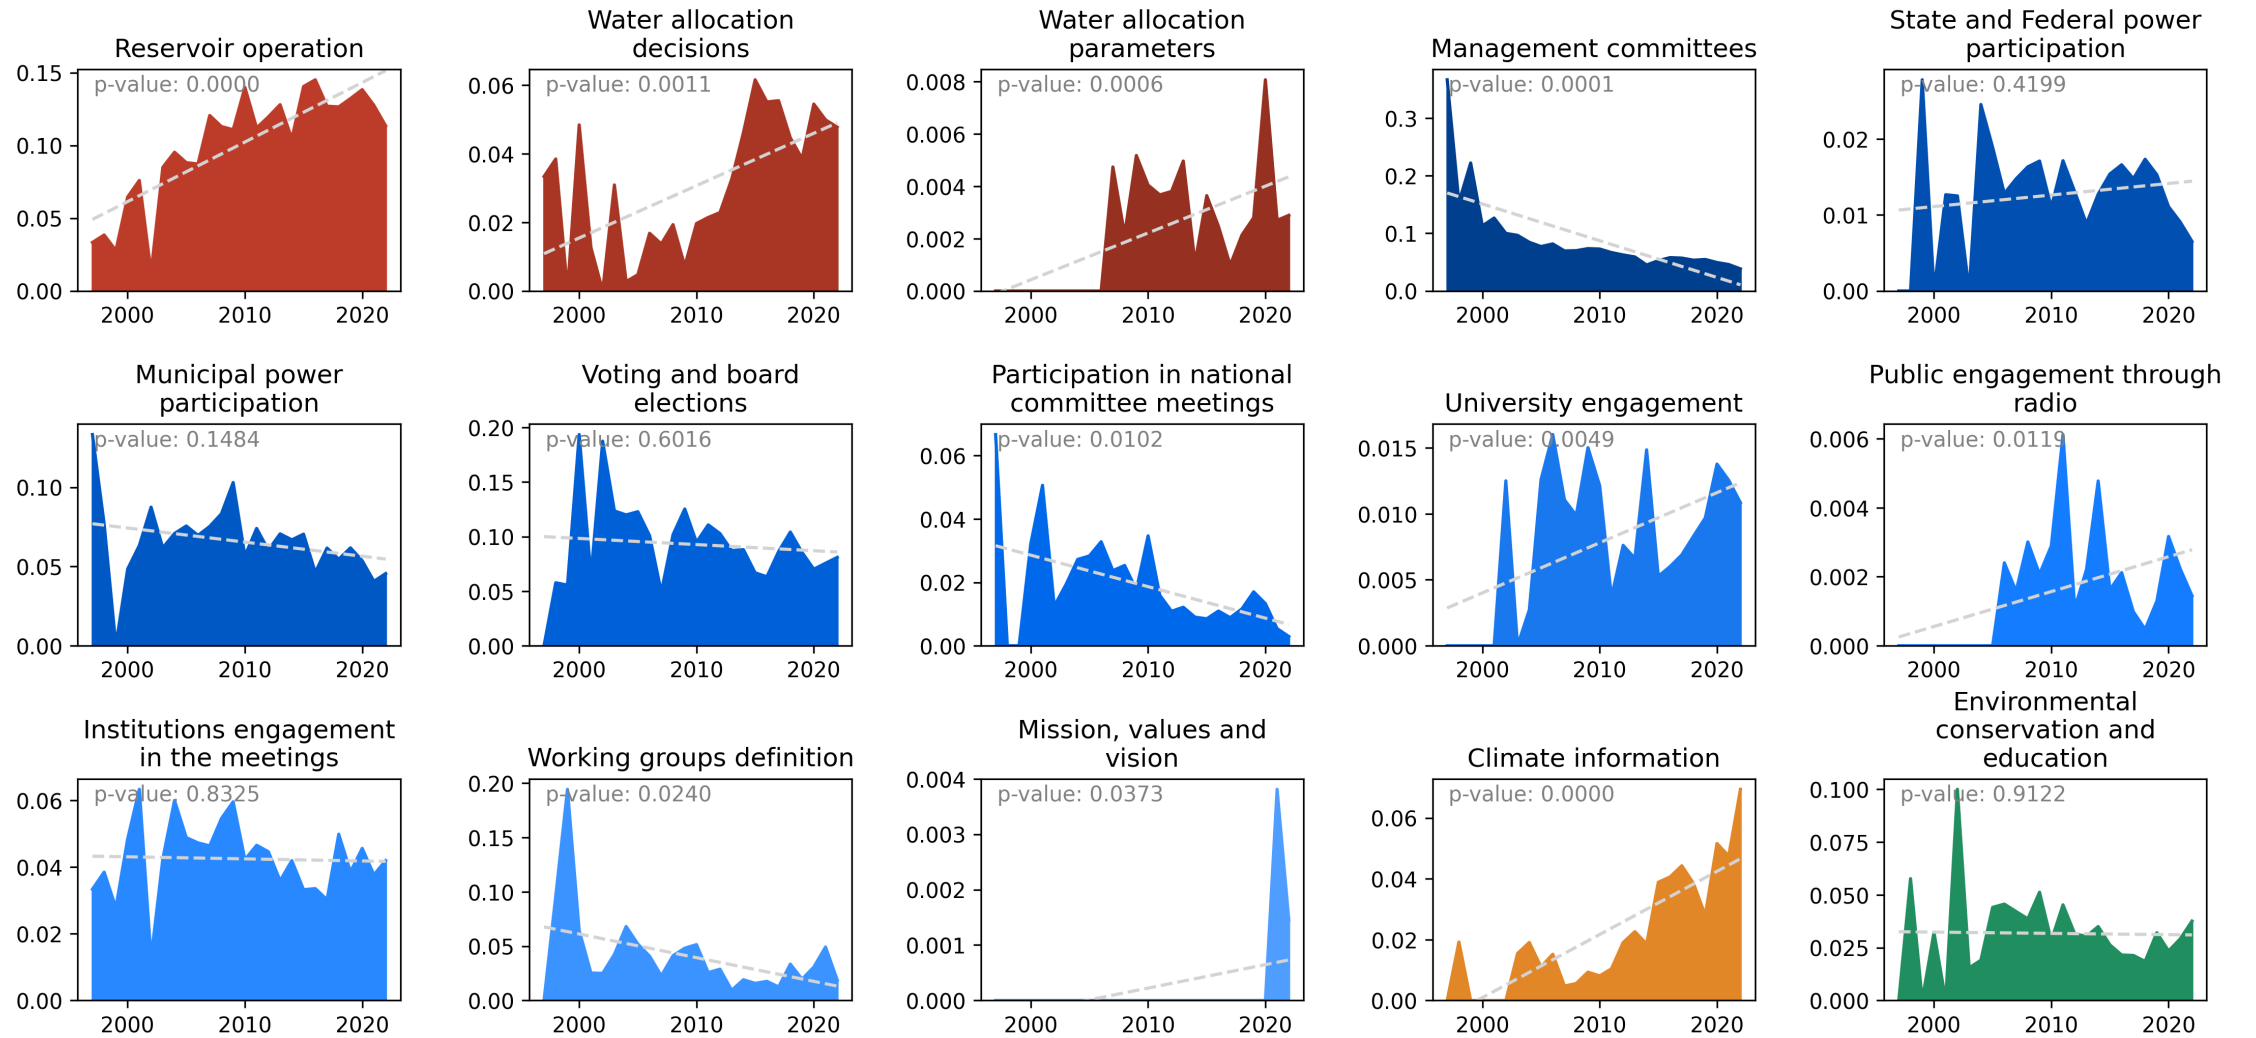 Reservoir operation
p-value: 0.0000
0.15
0.10
0.05
0.00
2000 2010 2020
Water allocation
decisions
p-value: 0.0011
0.06
0.04
0.02
0.00
2000 2010 2020
Water allocation
parameters
p-value: 0.0006
0.008
0.006
0.004
0.002
0.000
2000 2010 2020
Management committees
p-value: 0.0001
0.3
0.2
0.1
0.0
2000 2010 2020
State and Federal power
participation
p-value: 0.4199
0.02
0.01
0.00
2000 2010 2020
Municipal power
participation
p-value: 0.1484
0.10
0.05
0.00
2000 2010 2020
Voting and board
elections
p-value: 0.6016
0.20
0.15
0.10
0.05
0.00
2000 2010 2020
Participation in national
committee meetings
p-value: 0.0102
0.06
0.04
0.02
0.00
2000 2010 2020
University engagement
p-value: 0.0049
0.015
0.010
0.005
0.000
2000 2010 2020
Public engagement through
radio
p-value: 0.0119
0.006
0.004
0.002
0.000
2000 2010 2020
Institutions engagement
in the meetings
p-value: 0.8325
0.06
0.04
0.02
0.00
2000 2010 2020
Working groups definition
p-value: 0.0240
0.20
0.15
0.10
0.05
0.00
2000 2010 2020
Mission, values and
vision
p-value: 0.0373
0.004
0.003
0.002
0.001
0.000
2000 2010 2020
Climate information
p-value: 0.0000
0.06
0.04
0.02
0.00
2000 2010 2020
Environmental
conservation and
education
p-value: 0.9122
0.100
0.075
0.050
0.025
0.000
2000 2010 2020